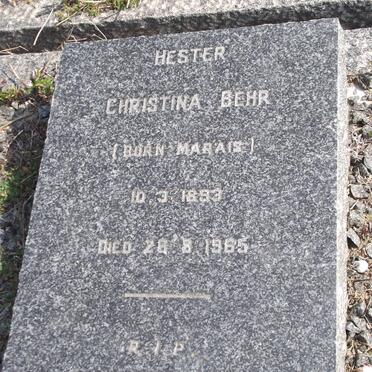 HESTER
CHRISTINA BEHR
(BORN MARAIS)
10·3·1893
DIED 26·8·1965
R.I.P.